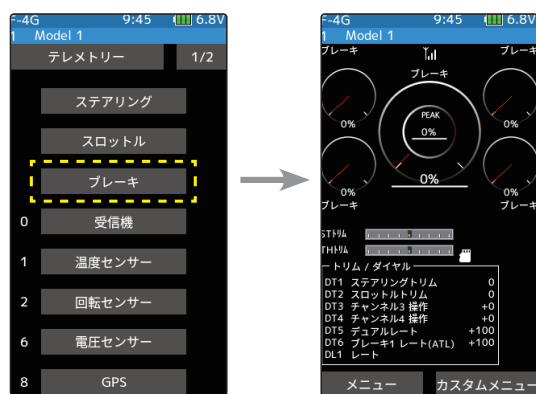 F-4G 9:45 6.8V
1 Model 1
テレメトリー 1/2
ステアリング
スロットル
ブレーキ
0 受信機
1 温度センサー
2 回転センサー
6 電圧センサー
8 GPS
F-4G 9:45 6.8V
1 Model 1
ブレーキ ブレーキ
ブレーキ
0% PEAK 0%
0%
0%
0% 0%
ブレーキ ブレーキ
STトリム
THトリム
トリム / ダイヤル
DT1 ステアリングトリム 0
DT2 スロットルトリム 0
DT3 チャンネル3 操作 +0
DT4 チャンネル4 操作 +0
DT5 デュアルレート +100
DT6 ブレーキ1 レート(ATL) +100
DL1 レート
メニュー カスタムメニュー